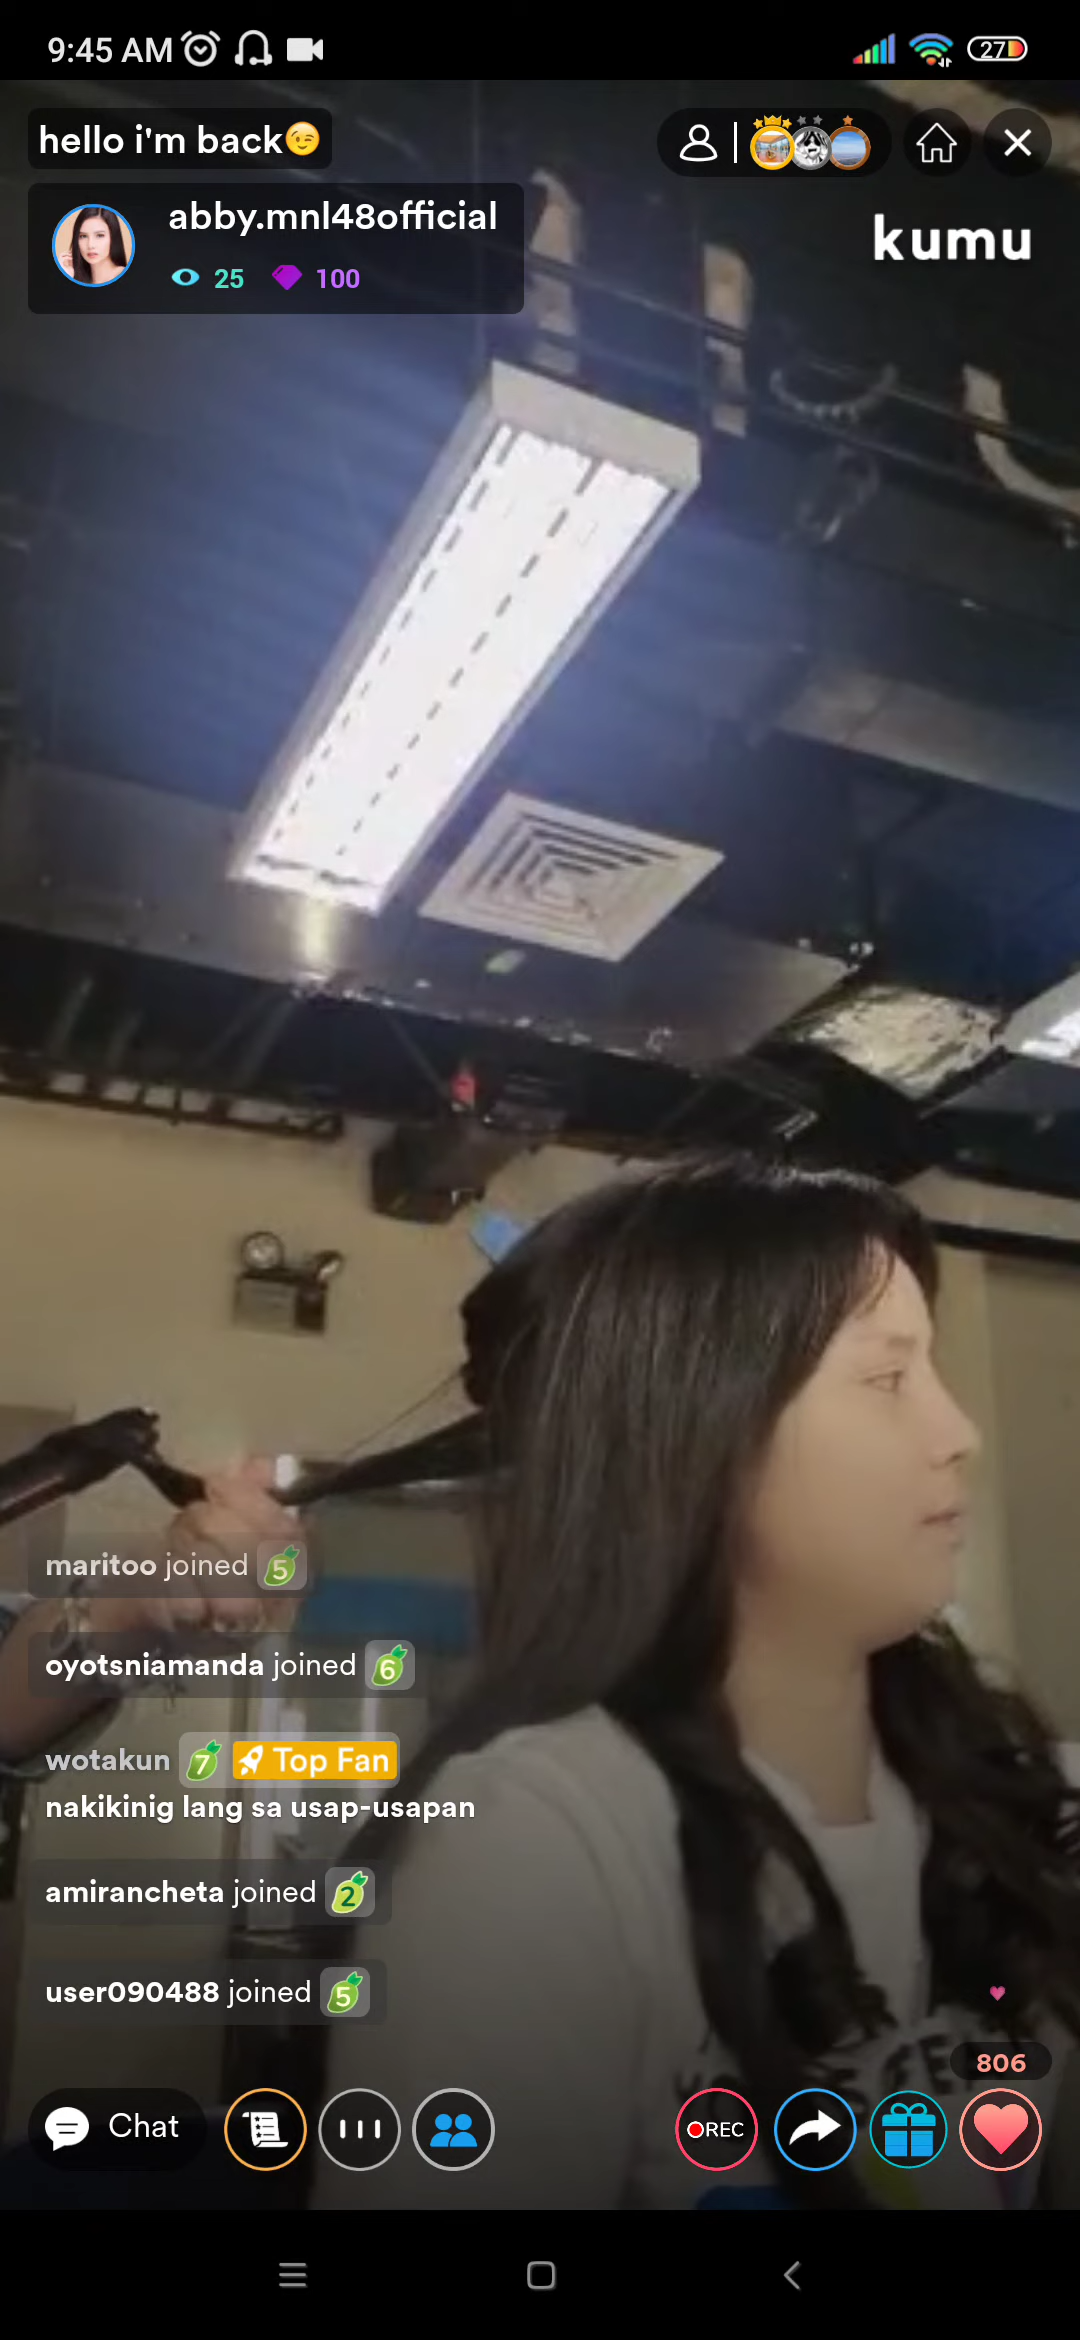 9:45 AM
27
hello i'm back😉
abby.mnl48official
25 100
kumu
maritoo joined 5
oyotsniamanda joined 6
wotakun 7 Top Fan
nakikinig lang sa usap-usapan
amirancheta joined 2
user090488 joined 5
806
Chat
REC